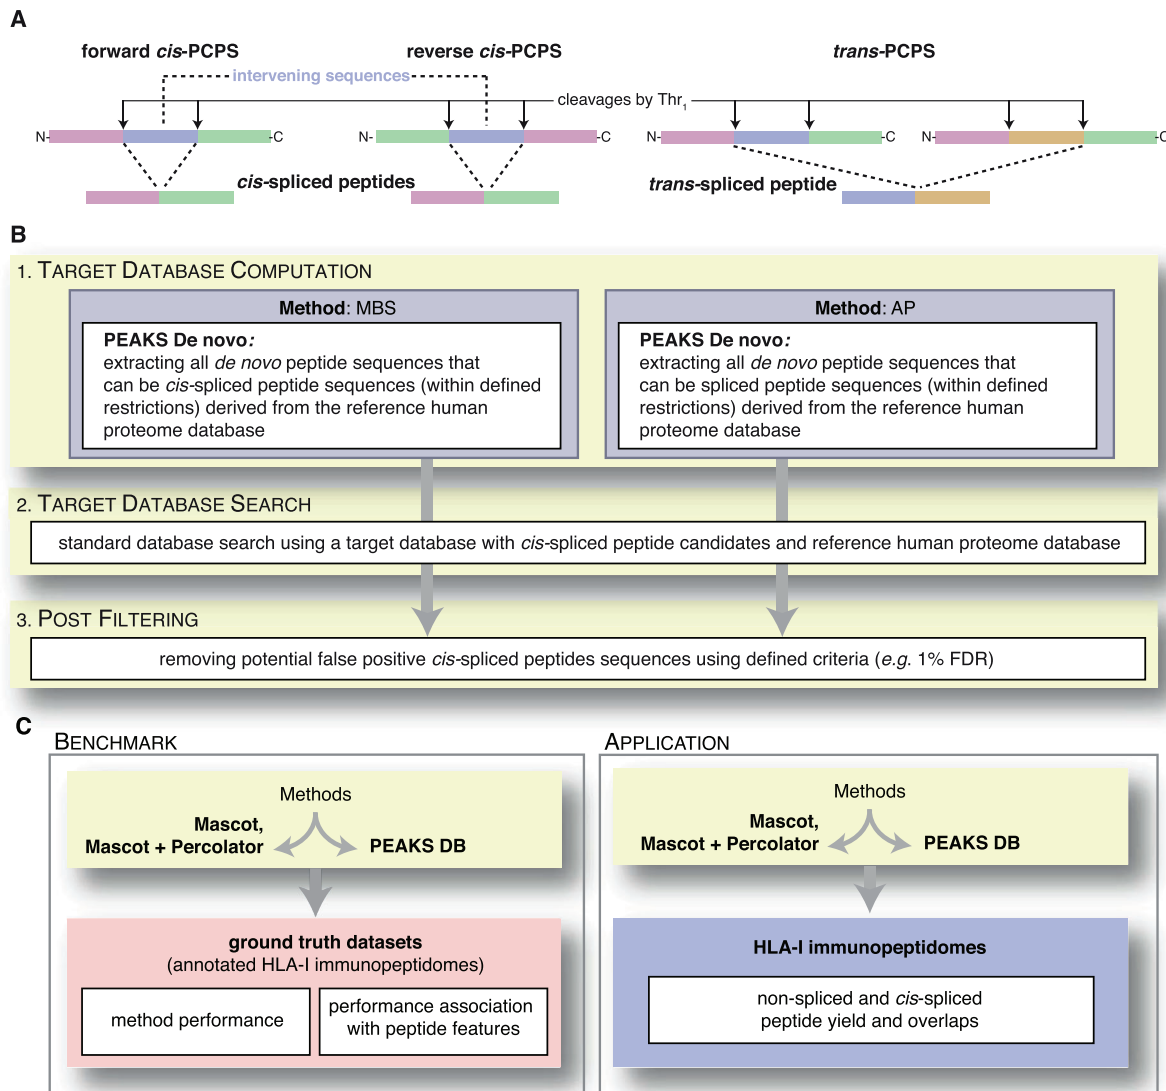 A
forward cis-PCPS
reverse cis-PCPS
trans-PCPS
intervening sequences
cleavages by Thr1
N-
-C
N-
-C
N-
-C
N-
-C
cis-spliced peptides
trans-spliced peptide
B
1. TARGET DATABASE COMPUTATION
Method: MBS
PEAKS De novo:
extracting all de novo peptide sequences that
can be cis-spliced peptide sequences (within defined
restrictions) derived from the reference human
proteome database
Method: AP
PEAKS De novo:
extracting all de novo peptide sequences that
can be spliced peptide sequences (within defined
restrictions) derived from the reference human
proteome database
2. TARGET DATABASE SEARCH
standard database search using a target database with cis-spliced peptide candidates and reference human proteome database
3. POST FILTERING
removing potential false positive cis-spliced peptides sequences using defined criteria (e.g. 1% FDR)
C
BENCHMARK
Methods
Mascot,
Mascot + Percolator
PEAKS DB
ground truth datasets
(annotated HLA-I immunopeptidomes)
method performance
performance association
with peptide features
APPLICATION
Methods
Mascot,
Mascot + Percolator
PEAKS DB
HLA-I immunopeptidomes
non-spliced and cis-spliced
peptide yield and overlaps